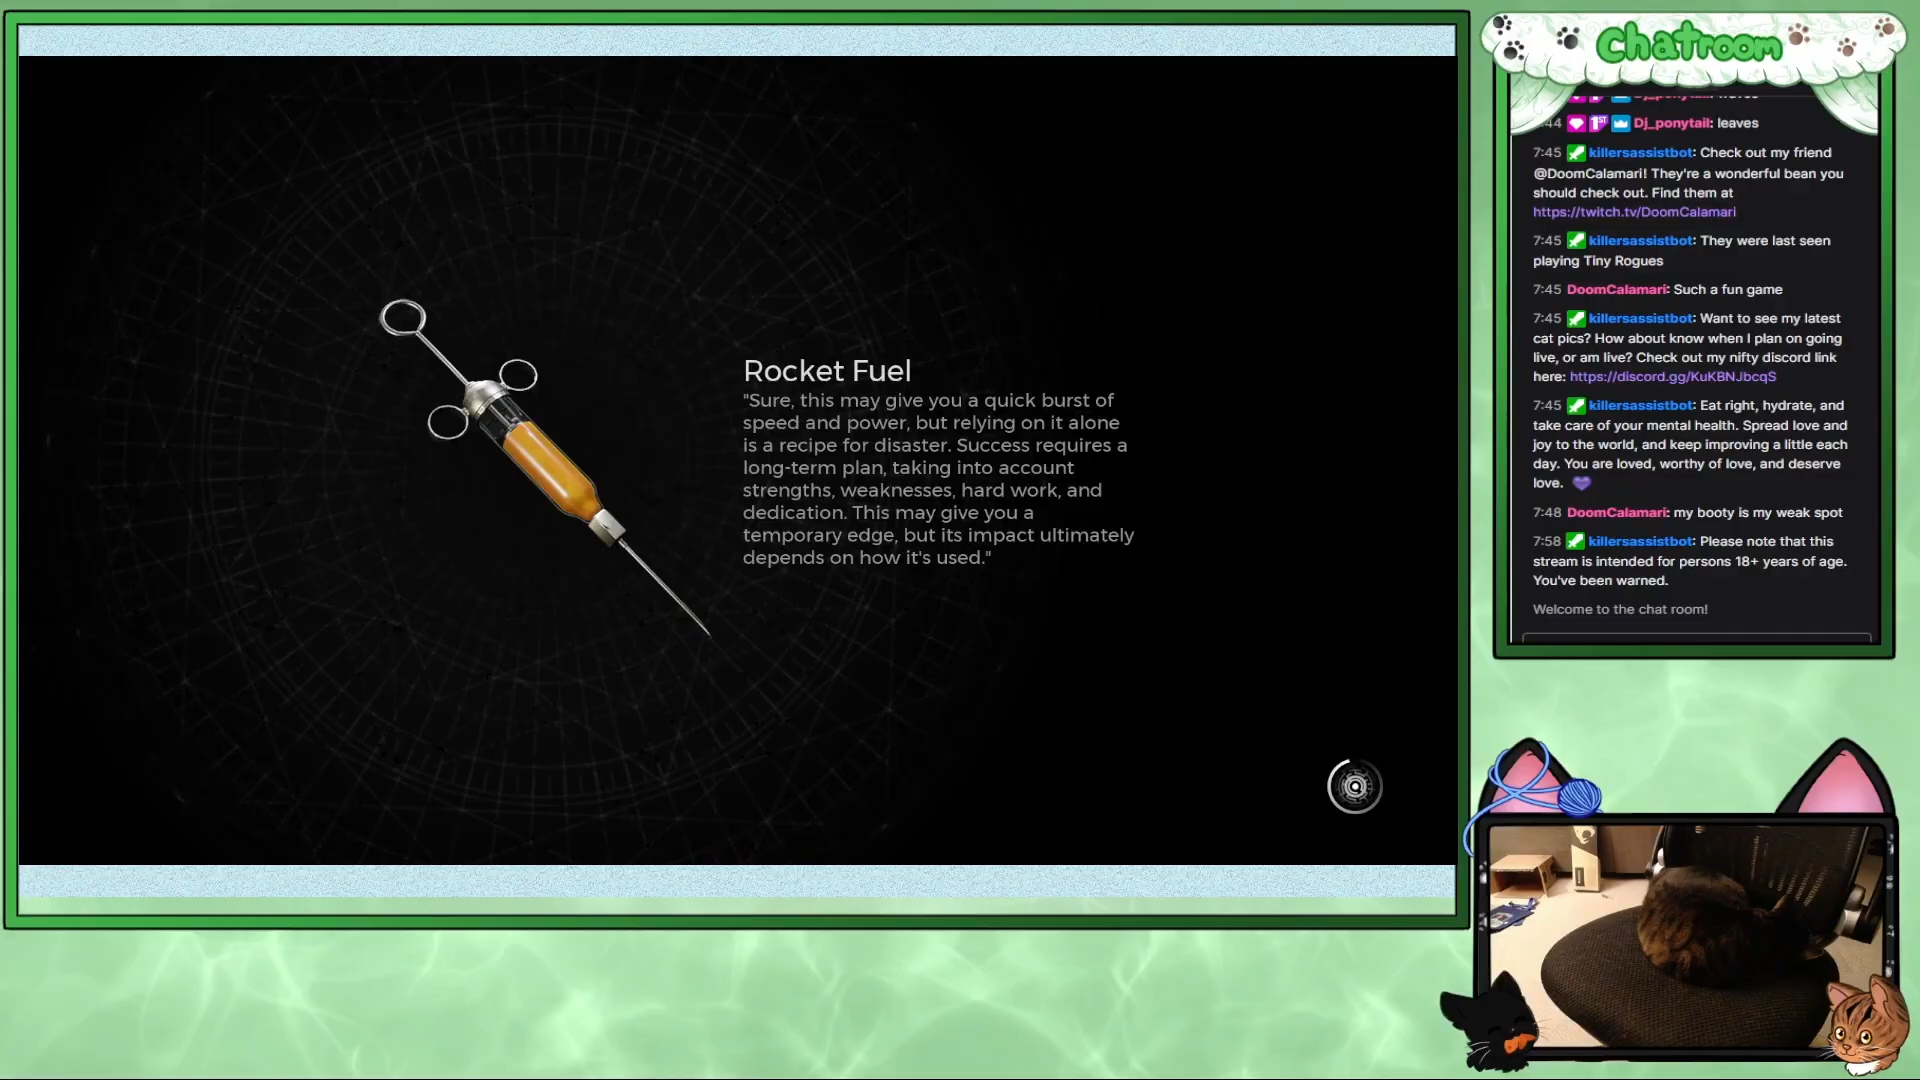 Rocket Fuel
"Sure, this may give you a quick burst of
speed and power, but relying on it alone
is a recipe for disaster. Success requires a
long-term plan, taking into account
strengths, weaknesses, hard work, and
dedication. This may give you a
temporary edge, but its impact ultimately
depends on how it's used."
Chatroom
:44 1ST Dj_ponytail: leaves
7:45 killersassistbot: Check out my friend
@DoomCalamari! They're a wonderful bean you
should check out. Find them at
https://twitch.tv/DoomCalamari
7:45 killersassistbot: They were last seen
playing Tiny Rogues
7:45 DoomCalamari: Such a fun game
7:45 killersassistbot: Want to see my latest
cat pics? How about know when I plan on going
live, or am live? Check out my nifty discord link
here: https://discord.gg/KuKBNJbcqS
7:45 killersassistbot: Eat right, hydrate, and
take care of your mental health. Spread love and
joy to the world, and keep improving a little each
day. You are loved, worthy of love, and deserve
love.
7:48 DoomCalamari: my booty is my weak spot
7:58 killersassistbot: Please note that this
stream is intended for persons 18+ years of age.
You've been warned.
Welcome to the chat room!